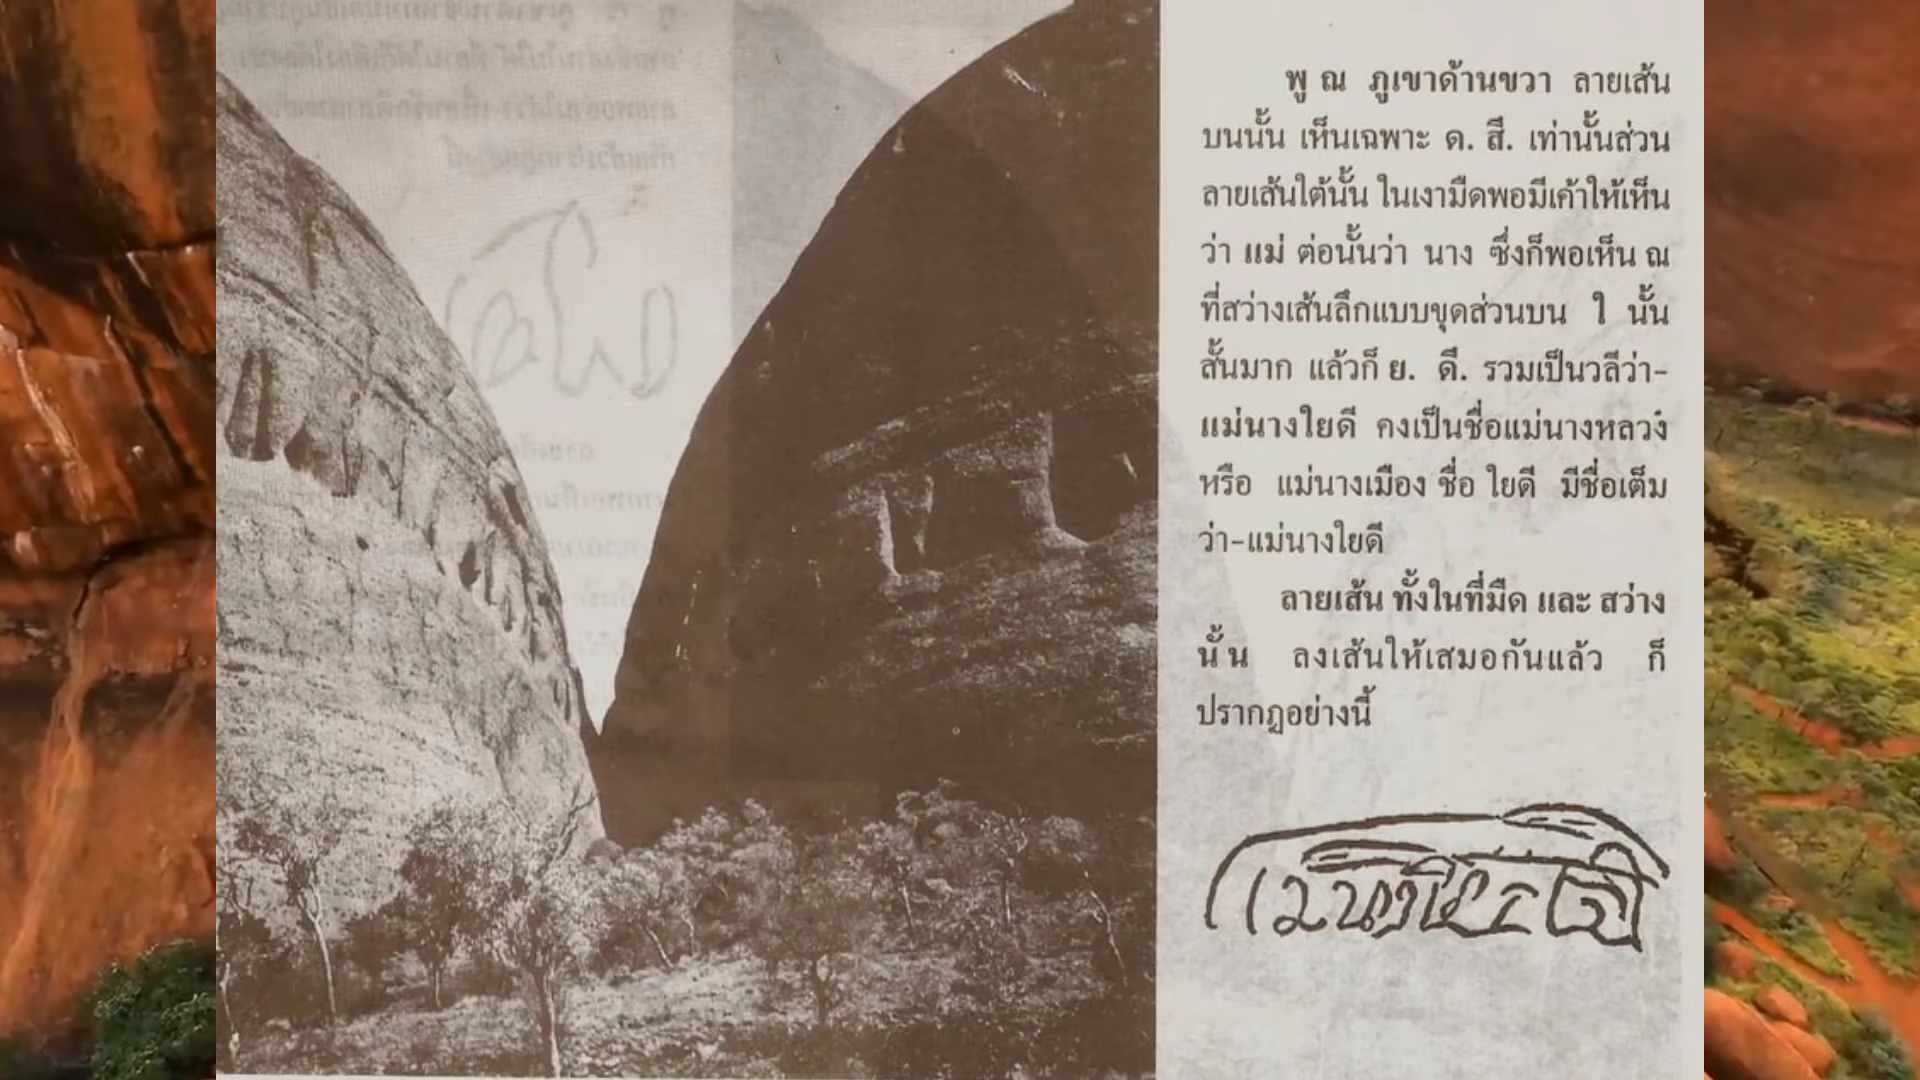 พู ณ ภูเขาด้านขวา ลายเส้น
บนนั้น เห็นเฉพาะ ด. สี. เท่านั้นส่วน
ลายเส้นใต้นั้น ในเงามืดพอมีเค้าให้เห็น
ว่า แม่ ต่อนั้นว่า นาง ซึ่งก็พอเห็น ณ
ที่สว่างเส้นลึกแบบขุดส่วนบน ใ นั้น
สั้นมาก แล้วก็ ย. ดี. รวมเป็นวลีว่า-
แม่นางใยดี คงเป็นชื่อแม่นางหลวง
หรือ แม่นางเมือง ชื่อ ใยดี มีชื่อเต็ม
ว่า-แม่นางใยดี
ลายเส้น ทั้งในที่มืด และ สว่าง
นั้น ลงเส้นให้เสมอกันแล้ว ก็
ปรากฏอย่างนี้